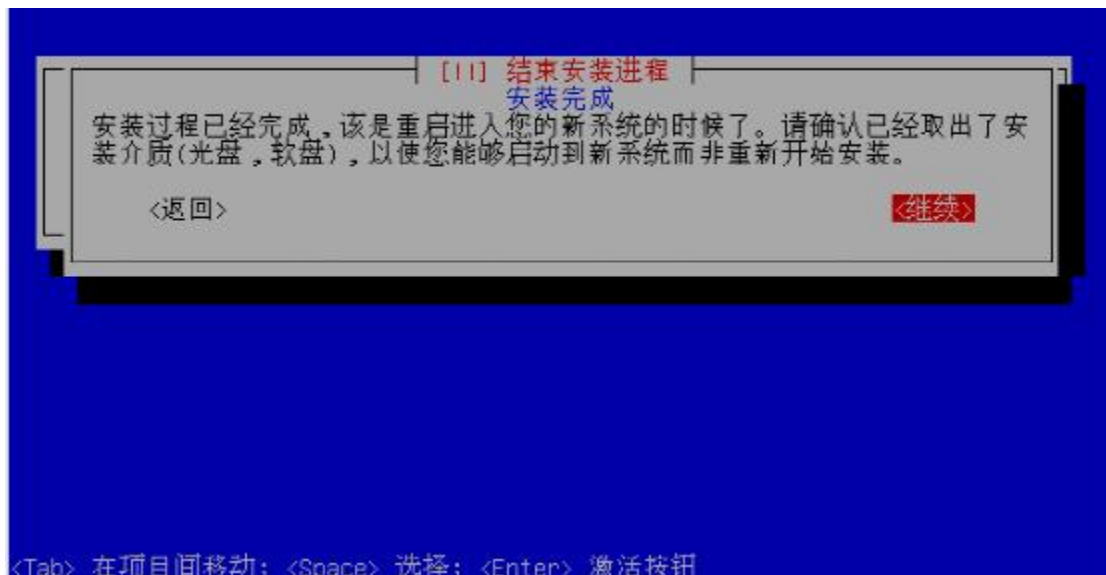 [!!] 结束安装进程
安装完成
安装过程已经完成，该是重启进入您的新系统的时候了。请确认已经取出了安
装介质(光盘，软盘)，以使您能够启动到新系统而非重新开始安装。
<返回> <继续>
<Tab> 在项目间移动; <Space> 选择; <Enter> 激活按钮